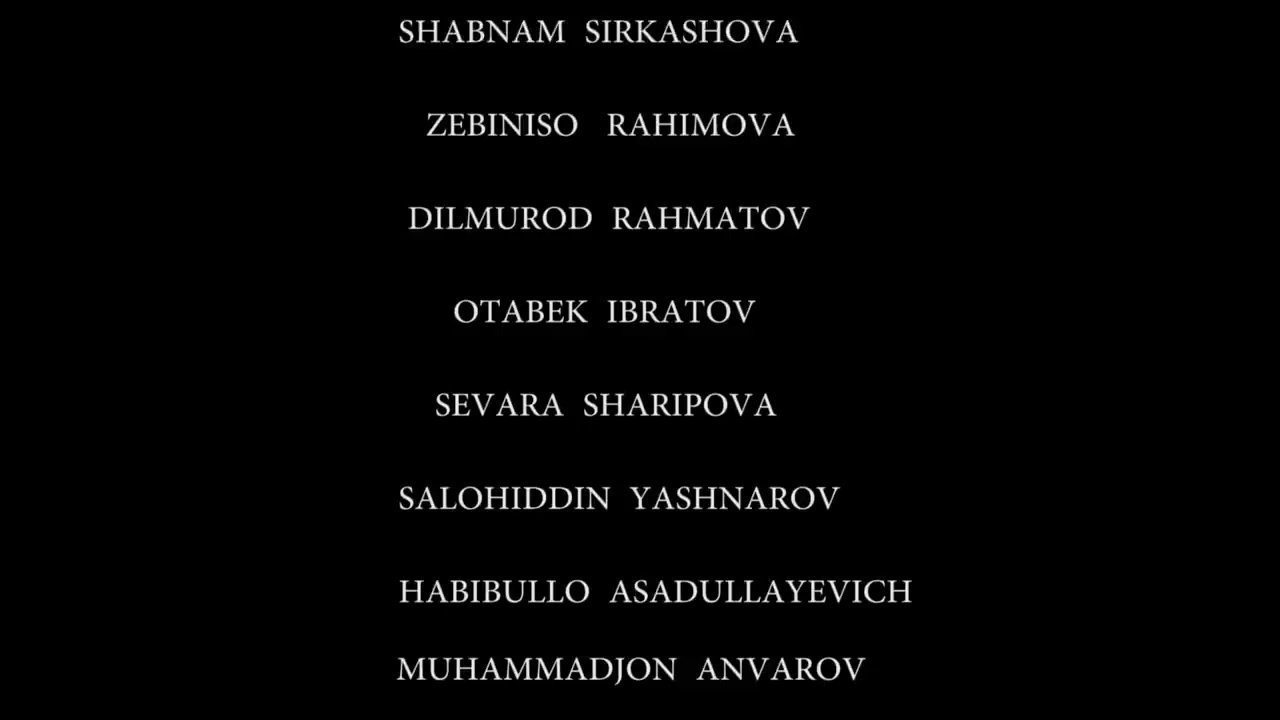 SHABNAM SIRKASHOVA
ZEBINISO RAHIMOVA
DILMUROD RAHMATOV
OTABEK IBRATOV
SEVARA SHARIPOVA
SALOHIDDIN YASHNAROV
HABIBULLO ASADULLAYEVICH
MUHAMMADJON ANVAROV